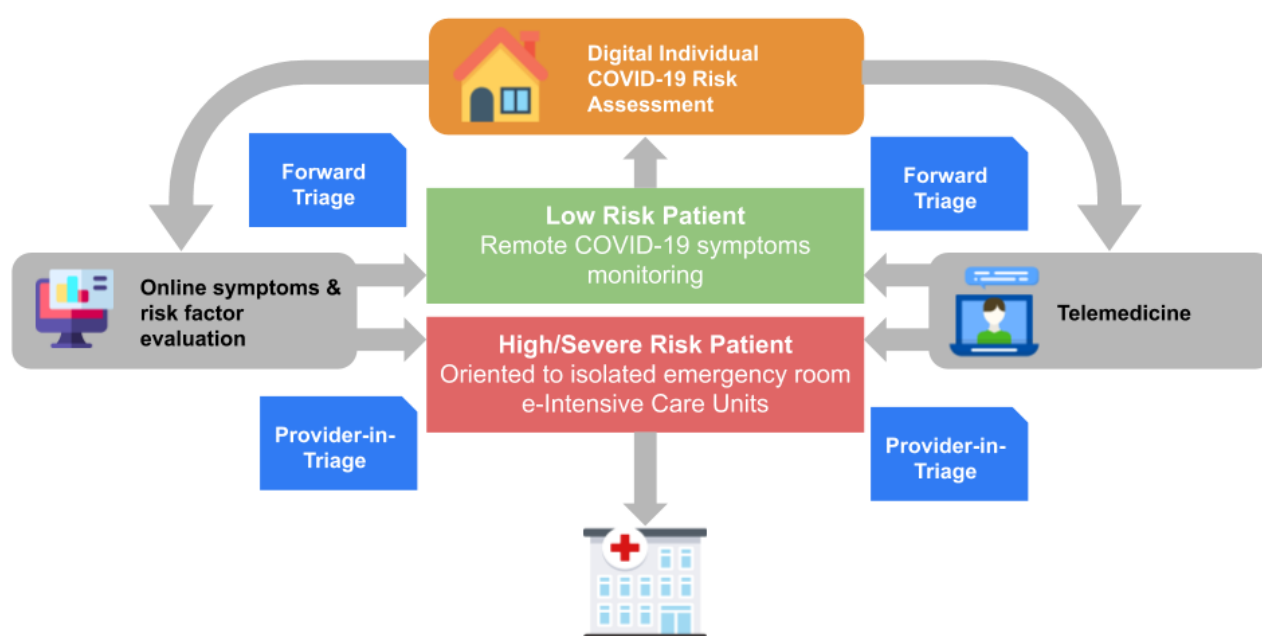 Digital Individual
COVID-19 Risk
Assessment
Forward
Triage
Forward
Triage
Low Risk Patient
Remote COVID-19 symptoms
monitoring
Online symptoms &
risk factor
evaluation
Telemedicine
High/Severe Risk Patient
Oriented to isolated emergency room
e-Intensive Care Units
Provider-in-
Triage
Provider-in-
Triage